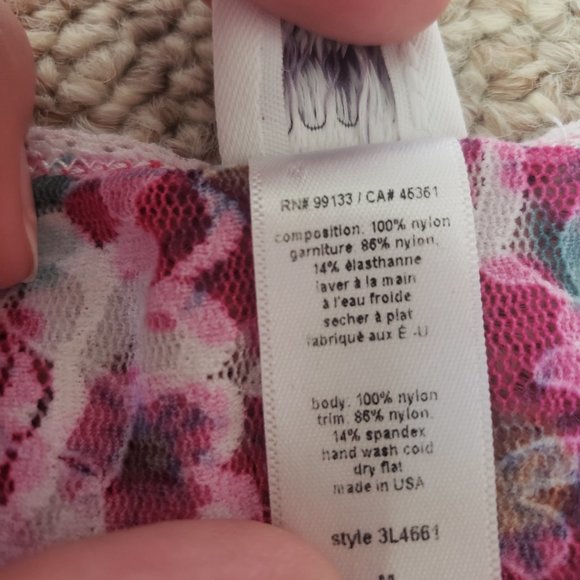 RN# 99133 / CA# 45361
composition: 100% nylon
garniture: 86% nylon,
14% élasthanne
laver à la main
à l'eau froide
secher à plat
fabriqué aux É.-U
body: 100% nylon
trim: 86% nylon,
14% spandex
hand wash cold
dry flat
made in USA
style 3L4661
M